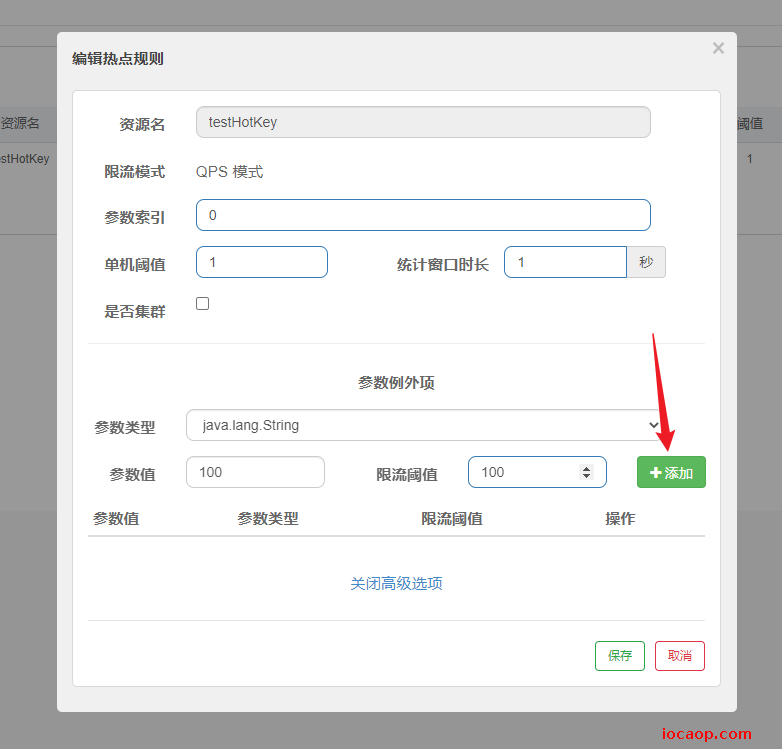 编辑热点规则 ×
资源名 testHotKey
资源名 阈值
stHotKey 1
限流模式 QPS 模式
参数索引 0
单机阈值 1 统计窗口时长 1 秒
是否集群
参数例外项
参数类型 java.lang.String
参数值 100 限流阈值 100 添加
参数值 参数类型 限流阈值 操作
关闭高级选项
保存 取消
iocaop.com